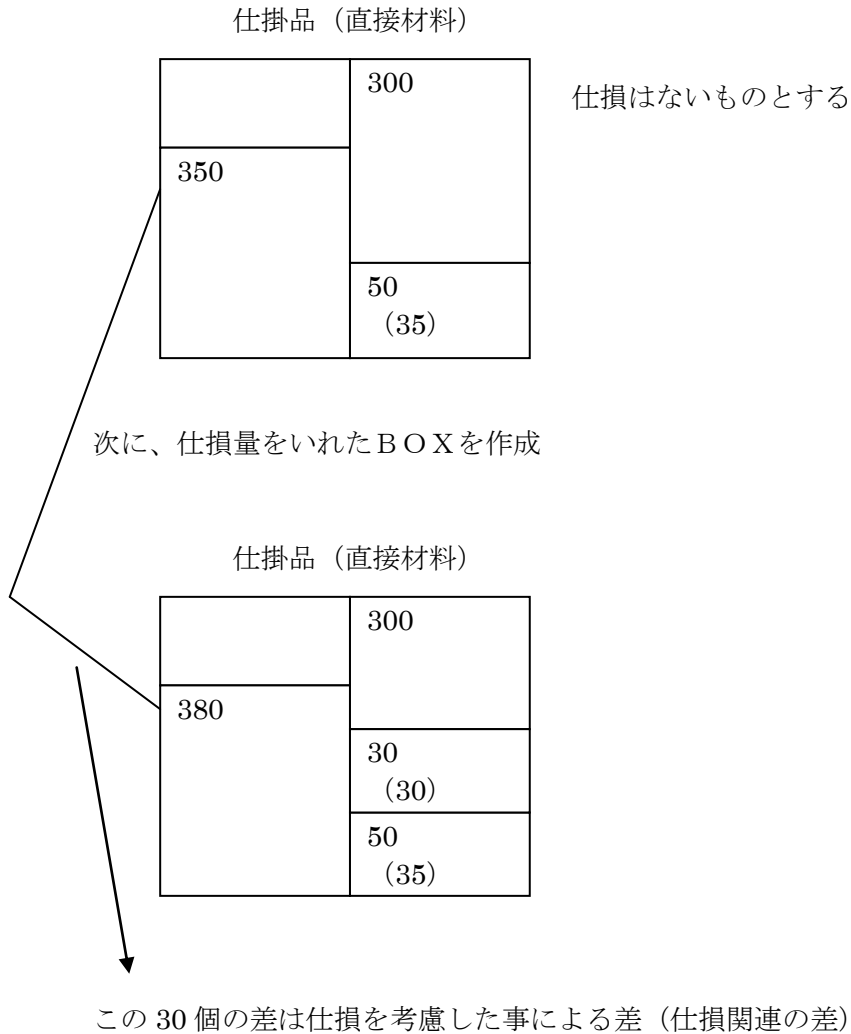 仕掛品（直接材料）
300
仕損はないものとする
350
50
（35）
次に、仕損量をいれたＢＯＸを作成
仕掛品（直接材料）
300
380
30
（30）
50
（35）
この 30 個の差は仕損を考慮した事による差（仕損関連の差）